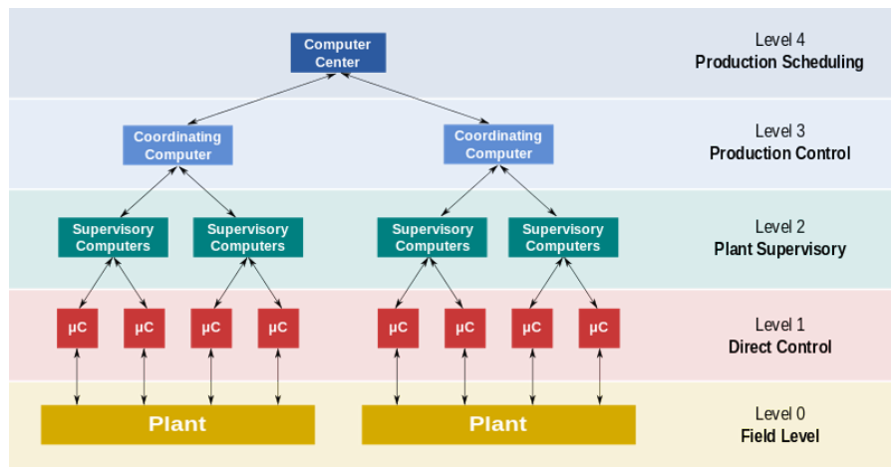 Computer
Center
Level 4
Production Scheduling
Coordinating
Computer
Coordinating
Computer
Level 3
Production Control
Supervisory
Computers
Supervisory
Computers
Supervisory
Computers
Supervisory
Computers
Level 2
Plant Supervisory
µC
µC
µC
µC
µC
µC
µC
µC
Level 1
Direct Control
Plant
Plant
Level 0
Field Level